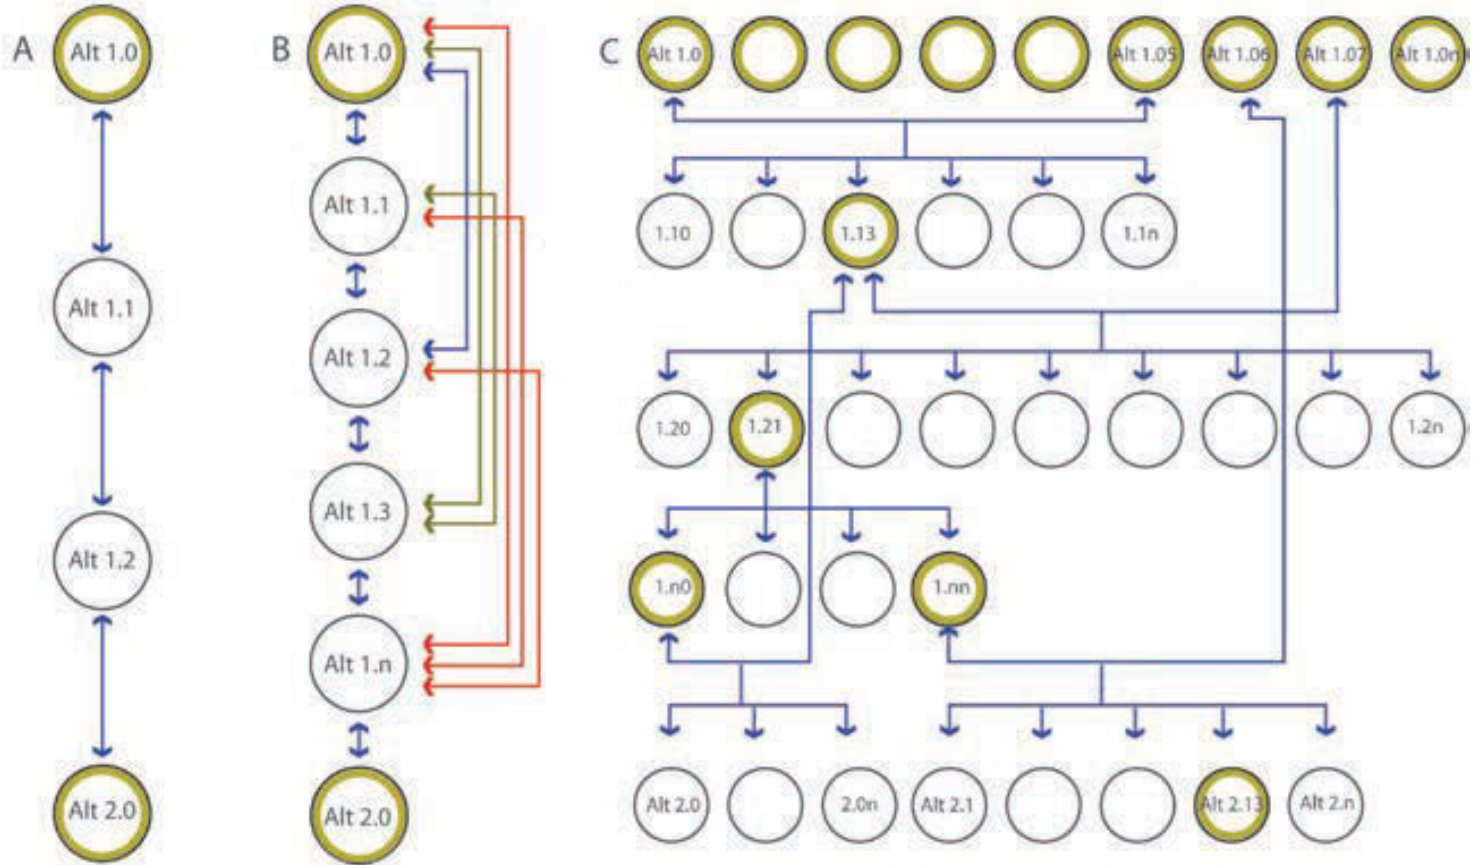 A
Alt 1.0
Alt 1.1
Alt 1.2
Alt 2.0
B
Alt 1.0
Alt 1.1
Alt 1.2
Alt 1.3
Alt 1.n
Alt 2.0
C
Alt 1.0
Alt 1.05
Alt 1.06
Alt 1.07
Alt 1.0n
1.10
1.13
1.1n
1.20
1.21
1.2n
1.n0
1.nn
Alt 2.0
2.0n
Alt 2.1
Alt 2.13
Alt 2.n